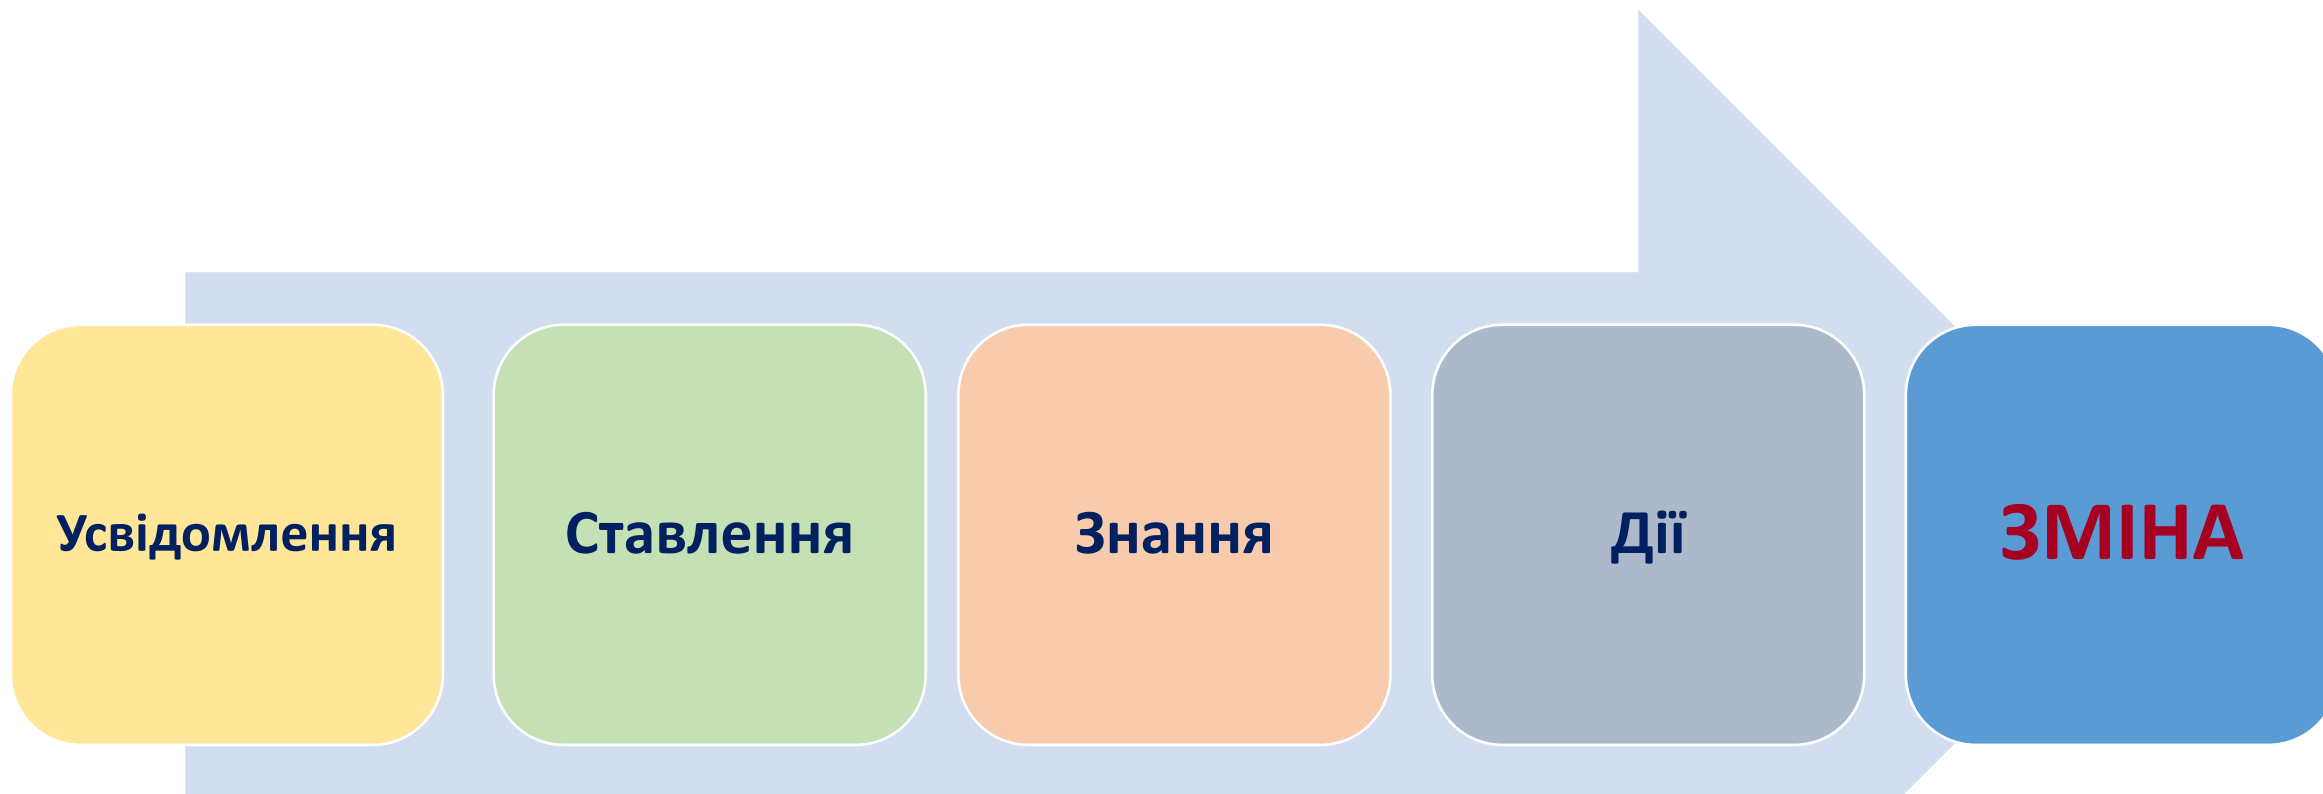 Усвідомлення
Ставлення
Знання
Дії
ЗМІНА